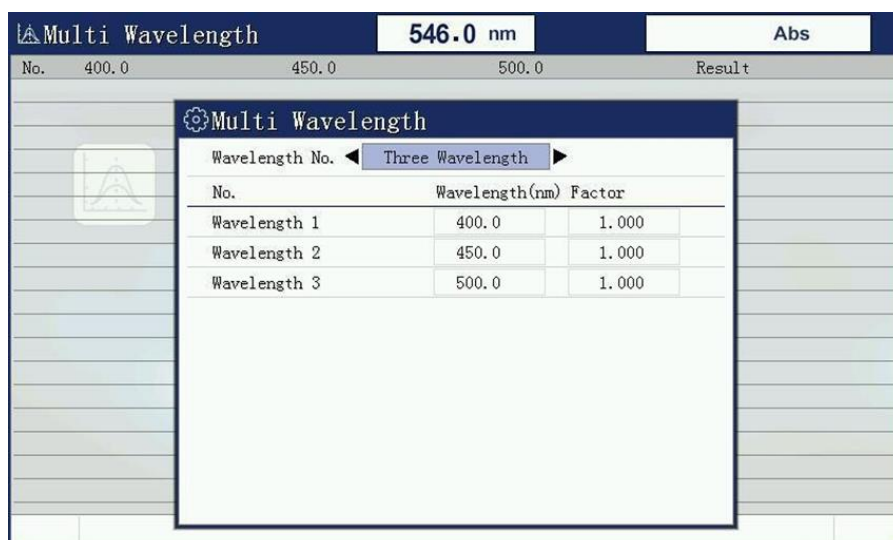 Multi Wavelength 546.0 nm Abs
No. 400.0 450.0 500.0 Result
Multi Wavelength
Wavelength No. Three Wavelength
No. Wavelength(nm) Factor
Wavelength 1 400.0 1.000
Wavelength 2 450.0 1.000
Wavelength 3 500.0 1.000